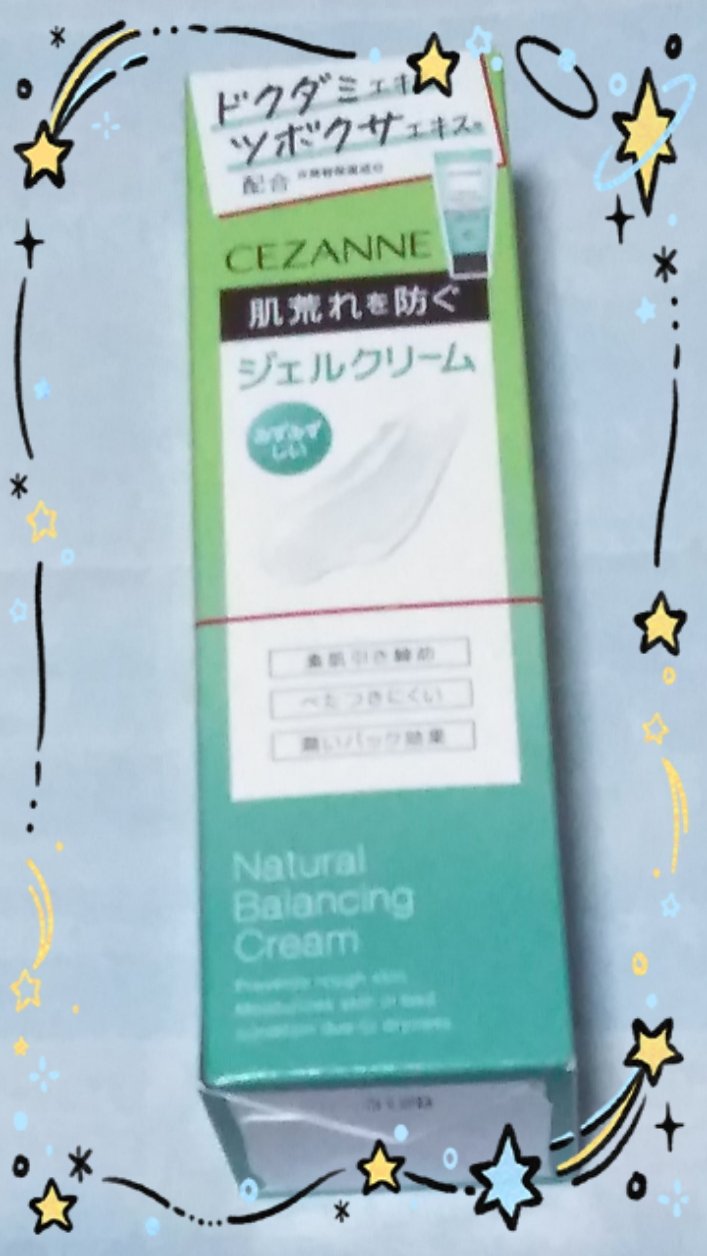 ドクダミエキ
ツボクサエキス
配合
CEZANNE
肌荒れを防ぐ
ジェルクリーム
みずみず
しい
素肌引き締め
べたつきにくい
潤いパック効果
Natural
Balancing
Cream
Prevents rough skin.